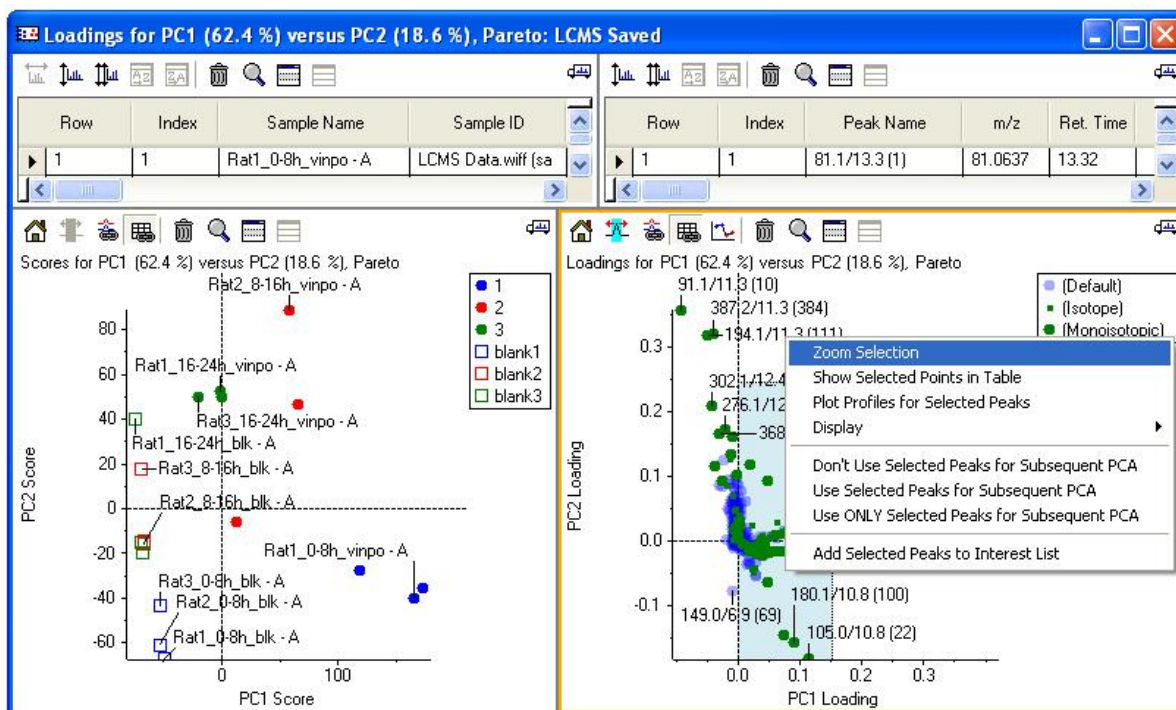 Loadings for PC1 (62.4 %) versus PC2 (18.6 %), Pareto: LCMS Saved
Row Index Sample Name Sample ID
1 1 Rat1_0-8h_vinpo - A LCMS Data.wiff (sa
Row Index Peak Name m/z Ret. Time
1 1 81.1/13.3 (1) 81.0637 13.32
Scores for PC1 (62.4 %) versus PC2 (18.6 %), Pareto
Rat2_8-16h_vinpo - A
Rat1_16-24h_vinpo - A
Rat3_16-24h_vinpo - A
Rat1_16-24h_blk - A
Rat3_8-16h_blk - A
Rat2_8-16h_blk - A
Rat1_0-8h_vinpo - A
Rat3_0-8h_blk - A
Rat2_0-8h_blk - A
Rat1_0-8h_blk - A
1
2
3
blank1
blank2
blank3
80
60
40
20
0
-20
-40
-60
PC2 Score
0 100
PC1 Score
Loadings for PC1 (62.4 %) versus PC2 (18.6 %), Pareto
91.1/11.3 (10)
387.2/11.3 (384)
194.1/11.3 (111)
302.1/12.4
276.1/12
368
180.1/10.8 (100)
149.0/6.9 (69)
105.0/10.8 (22)
(Default)
(Isotope)
(Monoisotopic)
Zoom Selection
Show Selected Points in Table
Plot Profiles for Selected Peaks
Display
Don't Use Selected Peaks for Subsequent PCA
Use Selected Peaks for Subsequent PCA
Use ONLY Selected Peaks for Subsequent PCA
Add Selected Peaks to Interest List
0.3
0.2
0.1
0.0
-0.1
PC2 Loading
0.0 0.1 0.2 0.3
PC1 Loading